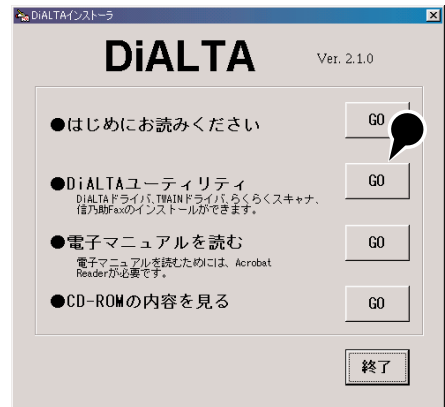 DiALTAインストーラ
DiALTA Ver. 2.1.0
●はじめにお読みください GO
●DiALTAユーティリティ GO
DiALTAドライバ、TWAINドライバ、らくらくスキャナ、
信乃助Faxのインストールができます。
●電子マニュアルを読む GO
電子マニュアルを読むためには、Acrobat
Readerが必要です。
●CD-ROMの内容を見る GO
終了